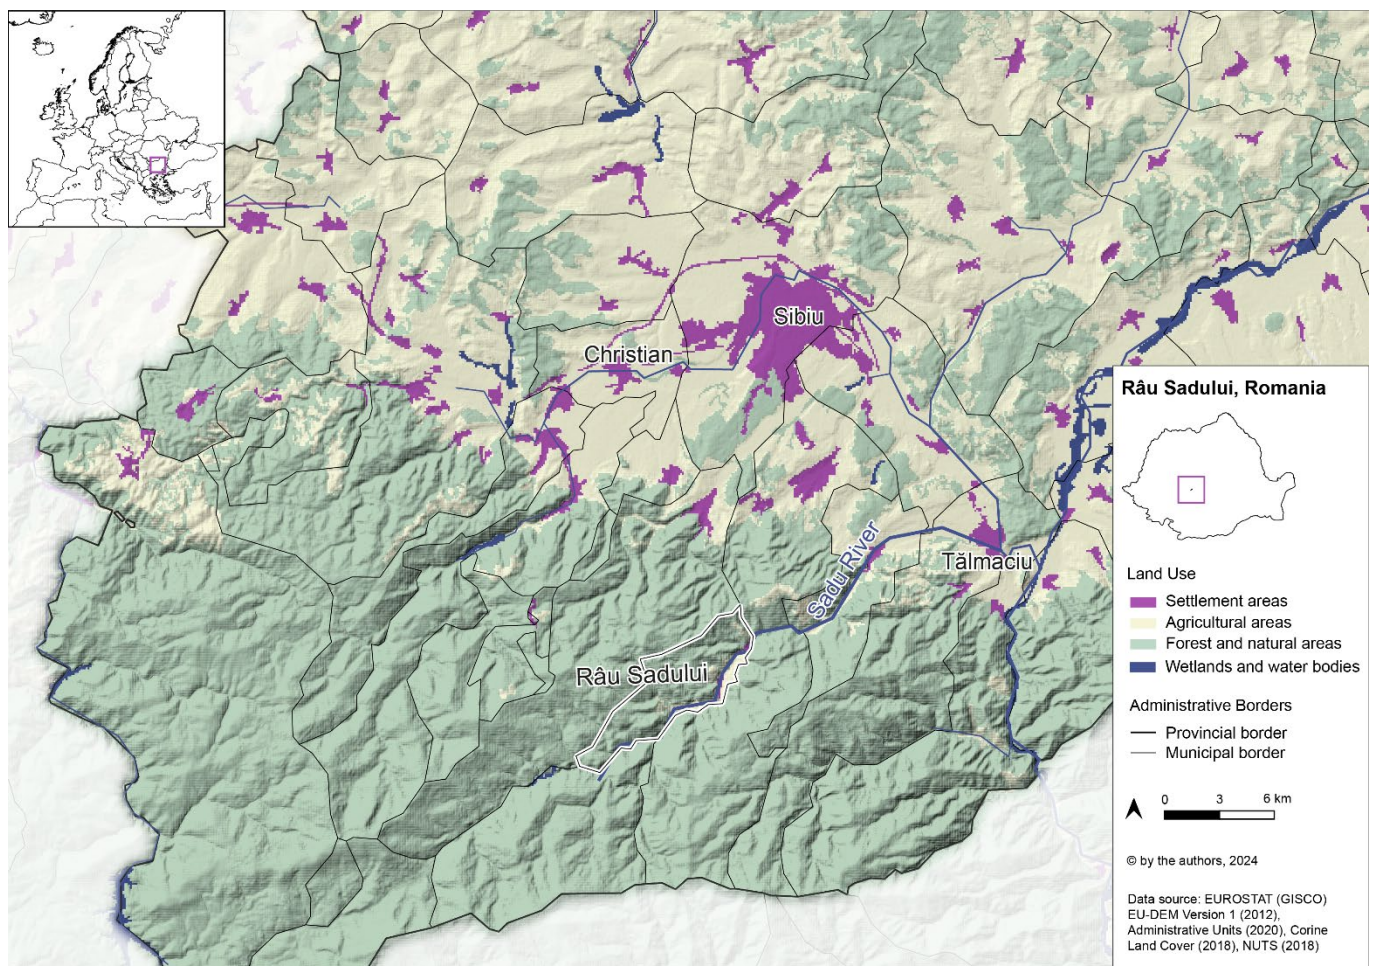 Sibiu
Christian
Sadu River
Tălmaciu
Râu Sadului
Râu Sadului, Romania
Land Use
Settlement areas
Agricultural areas
Forest and natural areas
Wetlands and water bodies
Administrative Borders
Provincial border
Municipal border
0 3 6 km
© by the authors, 2024
Data source: EUROSTAT (GISCO)
EU-DEM Version 1 (2012),
Administrative Units (2020), Corine
Land Cover (2018), NUTS (2018)